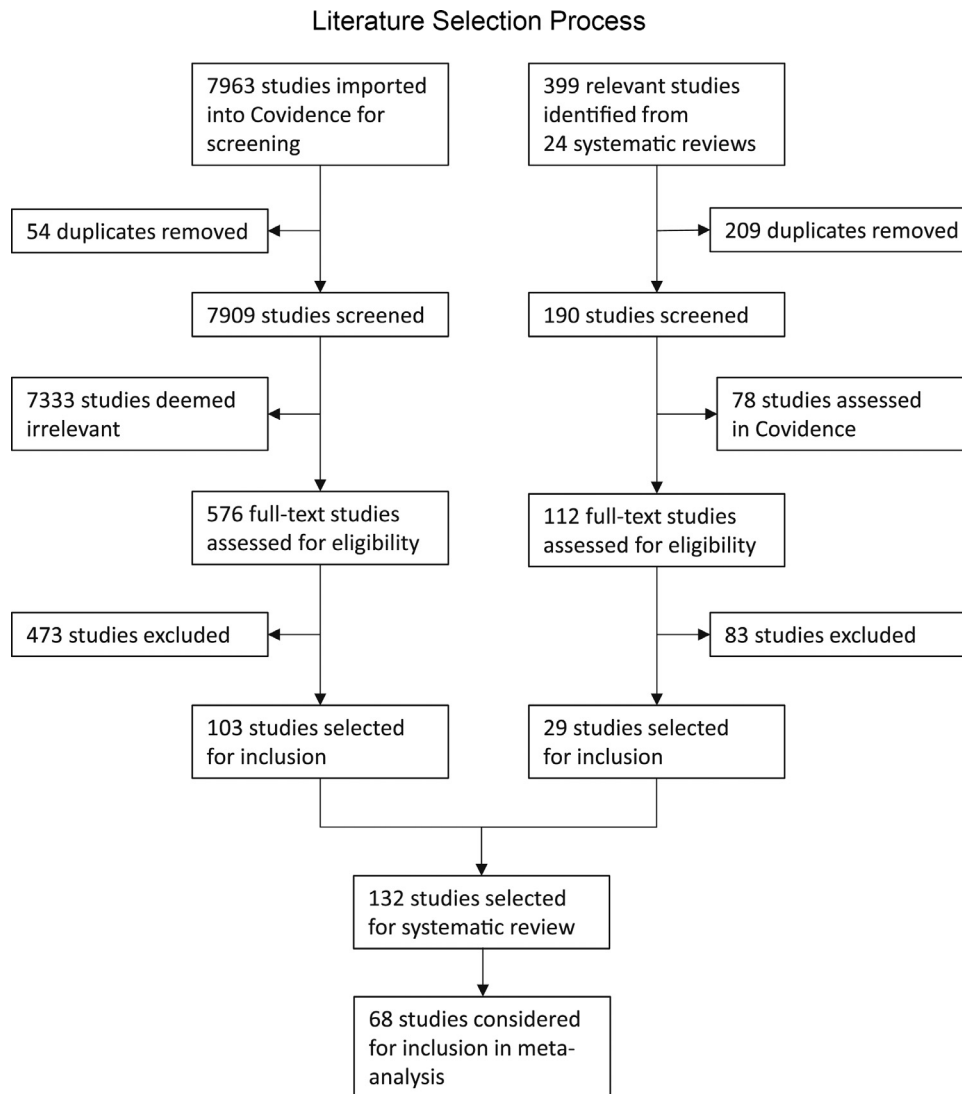 Literature Selection Process
7963 studies imported
into Covidence for
screening
399 relevant studies
identified from
24 systematic reviews
54 duplicates removed
209 duplicates removed
7909 studies screened
190 studies screened
7333 studies deemed
irrelevant
78 studies assessed
in Covidence
576 full-text studies
assessed for eligibility
112 full-text studies
assessed for eligibility
473 studies excluded
83 studies excluded
103 studies selected
for inclusion
29 studies selected
for inclusion
132 studies selected
for systematic review
68 studies considered
for inclusion in meta-
analysis